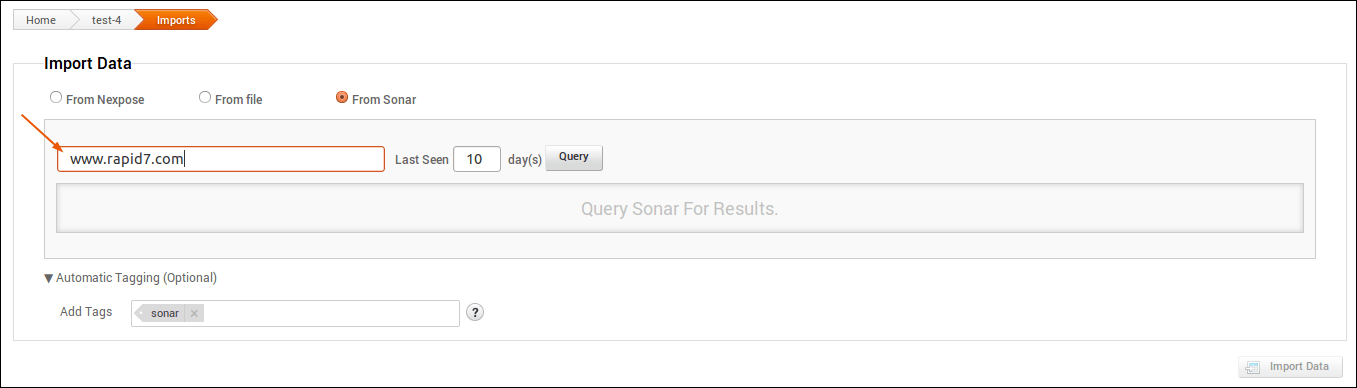 Home test-4 Imports
Import Data
From Nexpose From file From Sonar
www.rapid7.com Last Seen 10 day(s) Query
Query Sonar For Results.
▼ Automatic Tagging (Optional)
Add Tags sonar × ?
Import Data